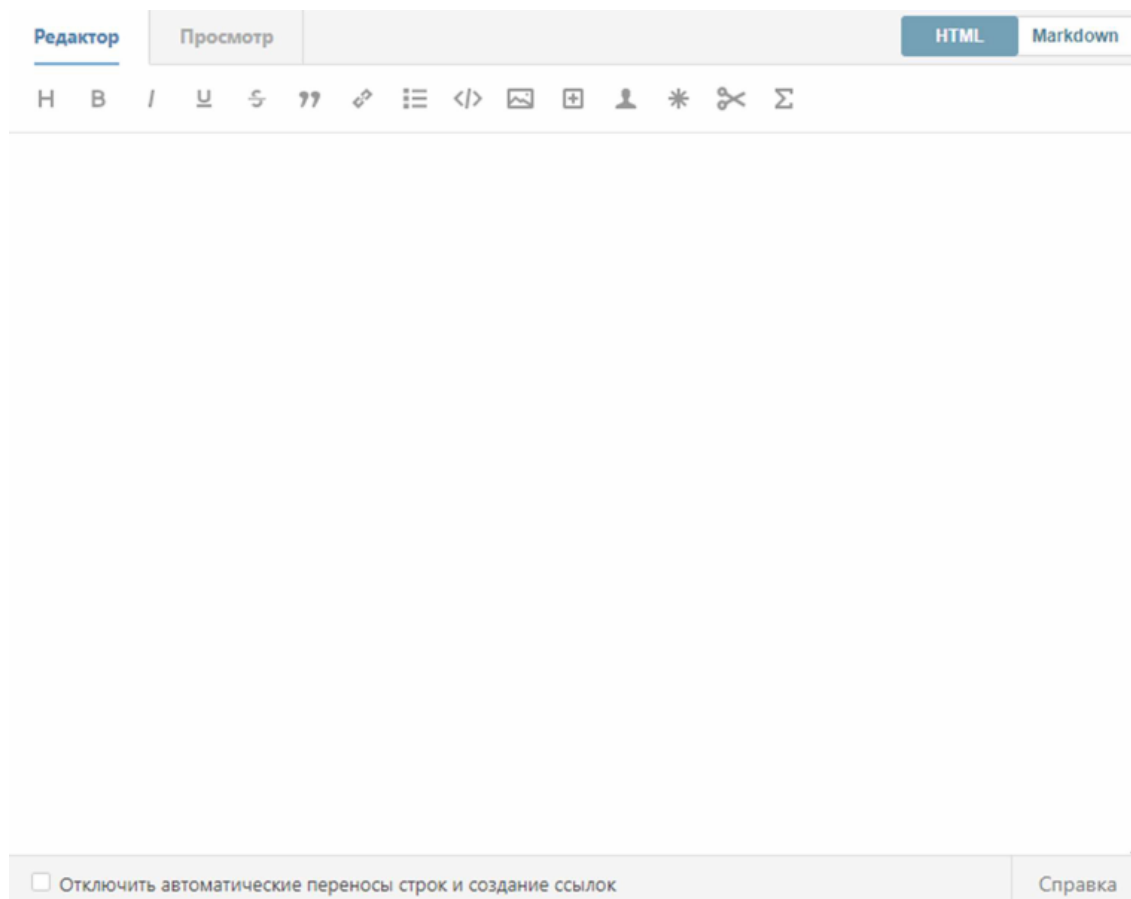 Редактор Просмотр HTML Markdown
H B I U S ❞ </> Σ
Отключить автоматические переносы строк и создание ссылок Справка